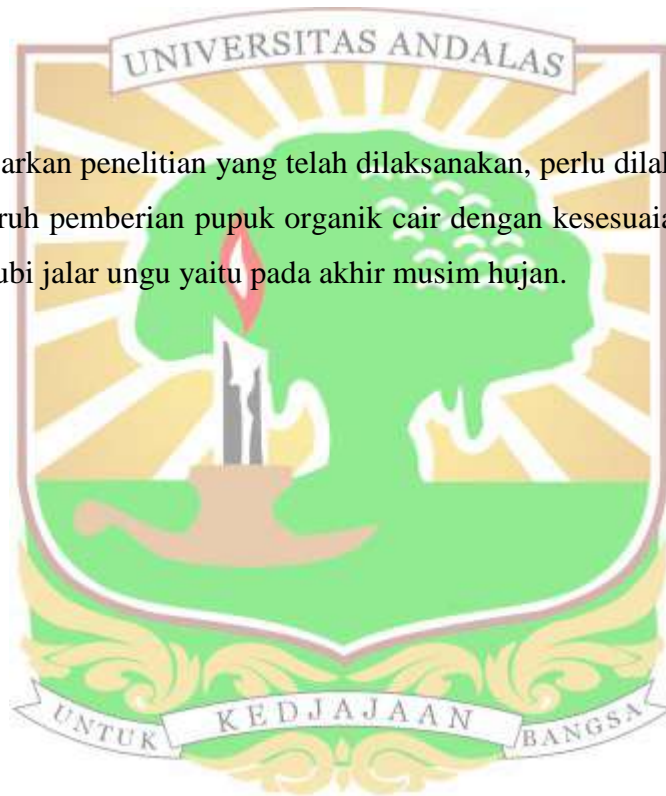 UNIVERSITAS ANDALAS
arkan penelitian yang telah dilaksanakan, perlu dilal
ruh pemberian pupuk organik cair dengan kesesuaia
ubi jalar ungu yaitu pada akhir musim hujan.
UNTUK KEDJAJAAN BANGSA